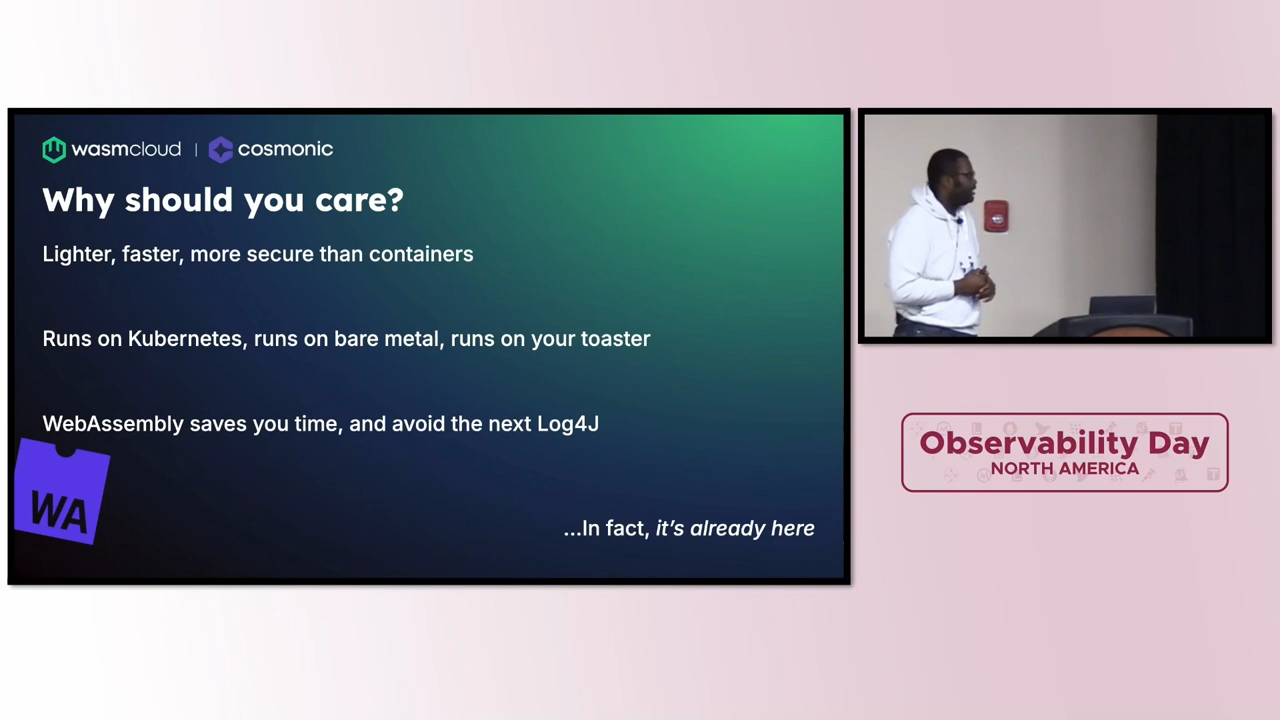 wasmcloud | cosmonic
Why should you care?
Lighter, faster, more secure than containers
Runs on Kubernetes, runs on bare metal, runs on your toaster
WebAssembly saves you time, and avoid the next Log4J
WA
...In fact, it's already here
Observability Day
NORTH AMERICA